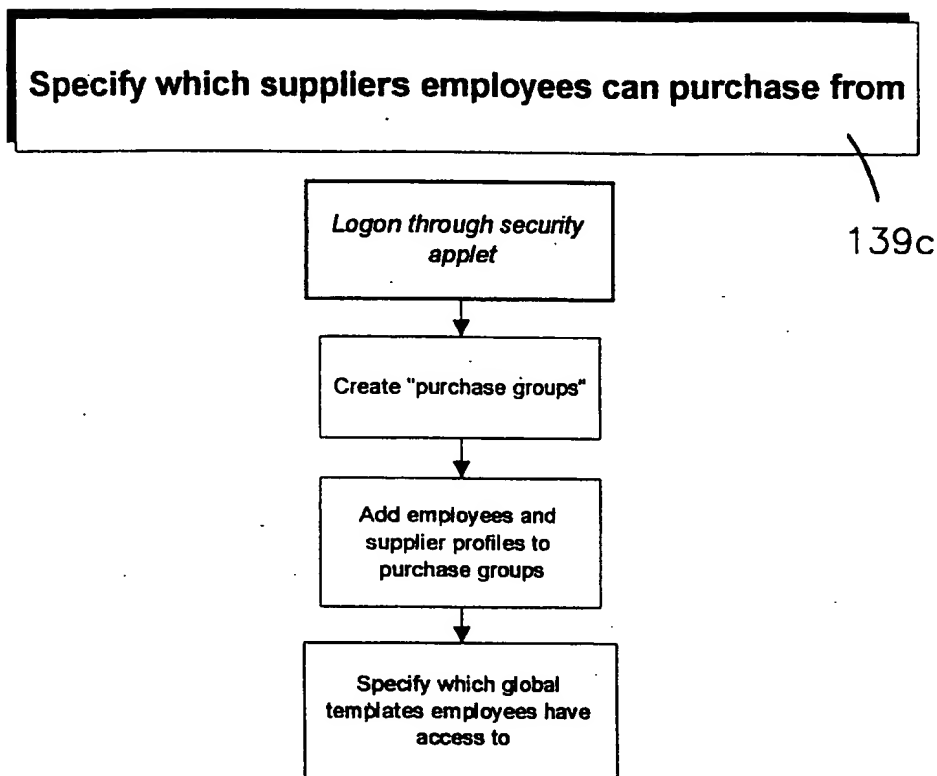 Specify which suppliers employees can purchase from
139c
Logon through security
applet
Create "purchase groups"
Add employees and
supplier profiles to
purchase groups
Specify which global
templates employees have
access to